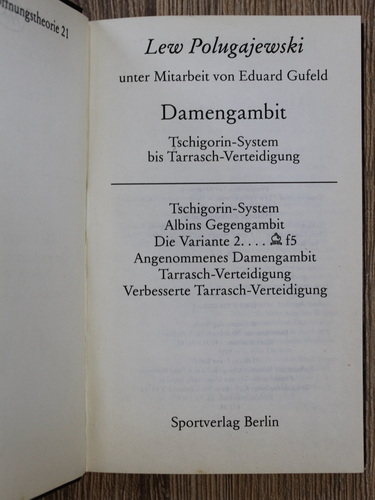 ffnungstheorie 21
Lew Polugajewski
unter Mitarbeit von Eduard Gufeld
Damengambit
Tschigorin-System
bis Tarrasch-Verteidigung
Tschigorin-System
Albins Gegengambit
Die Variante 2. . . . ♗ f5
Angenommenes Damengambit
Tarrasch-Verteidigung
Verbesserte Tarrasch-Verteidigung
Sportverlag Berlin